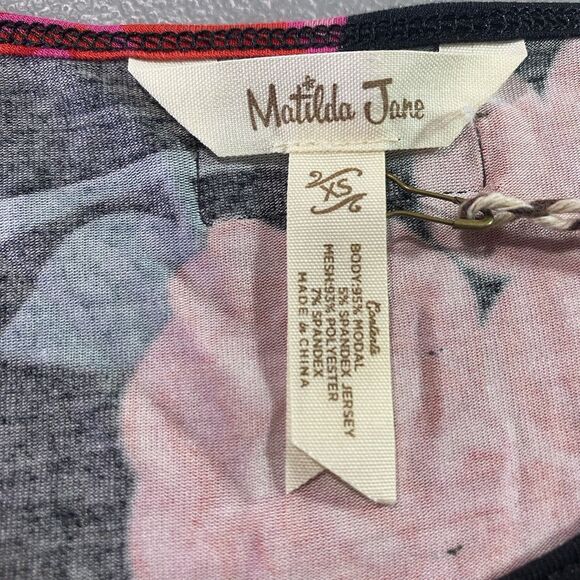 Matilda Jane
XS
Contents
BODY:95% MODAL
5% SPANDEX JERSEY
MESH:93% POLYESTER
7% SPANDEX
MADE in CHINA